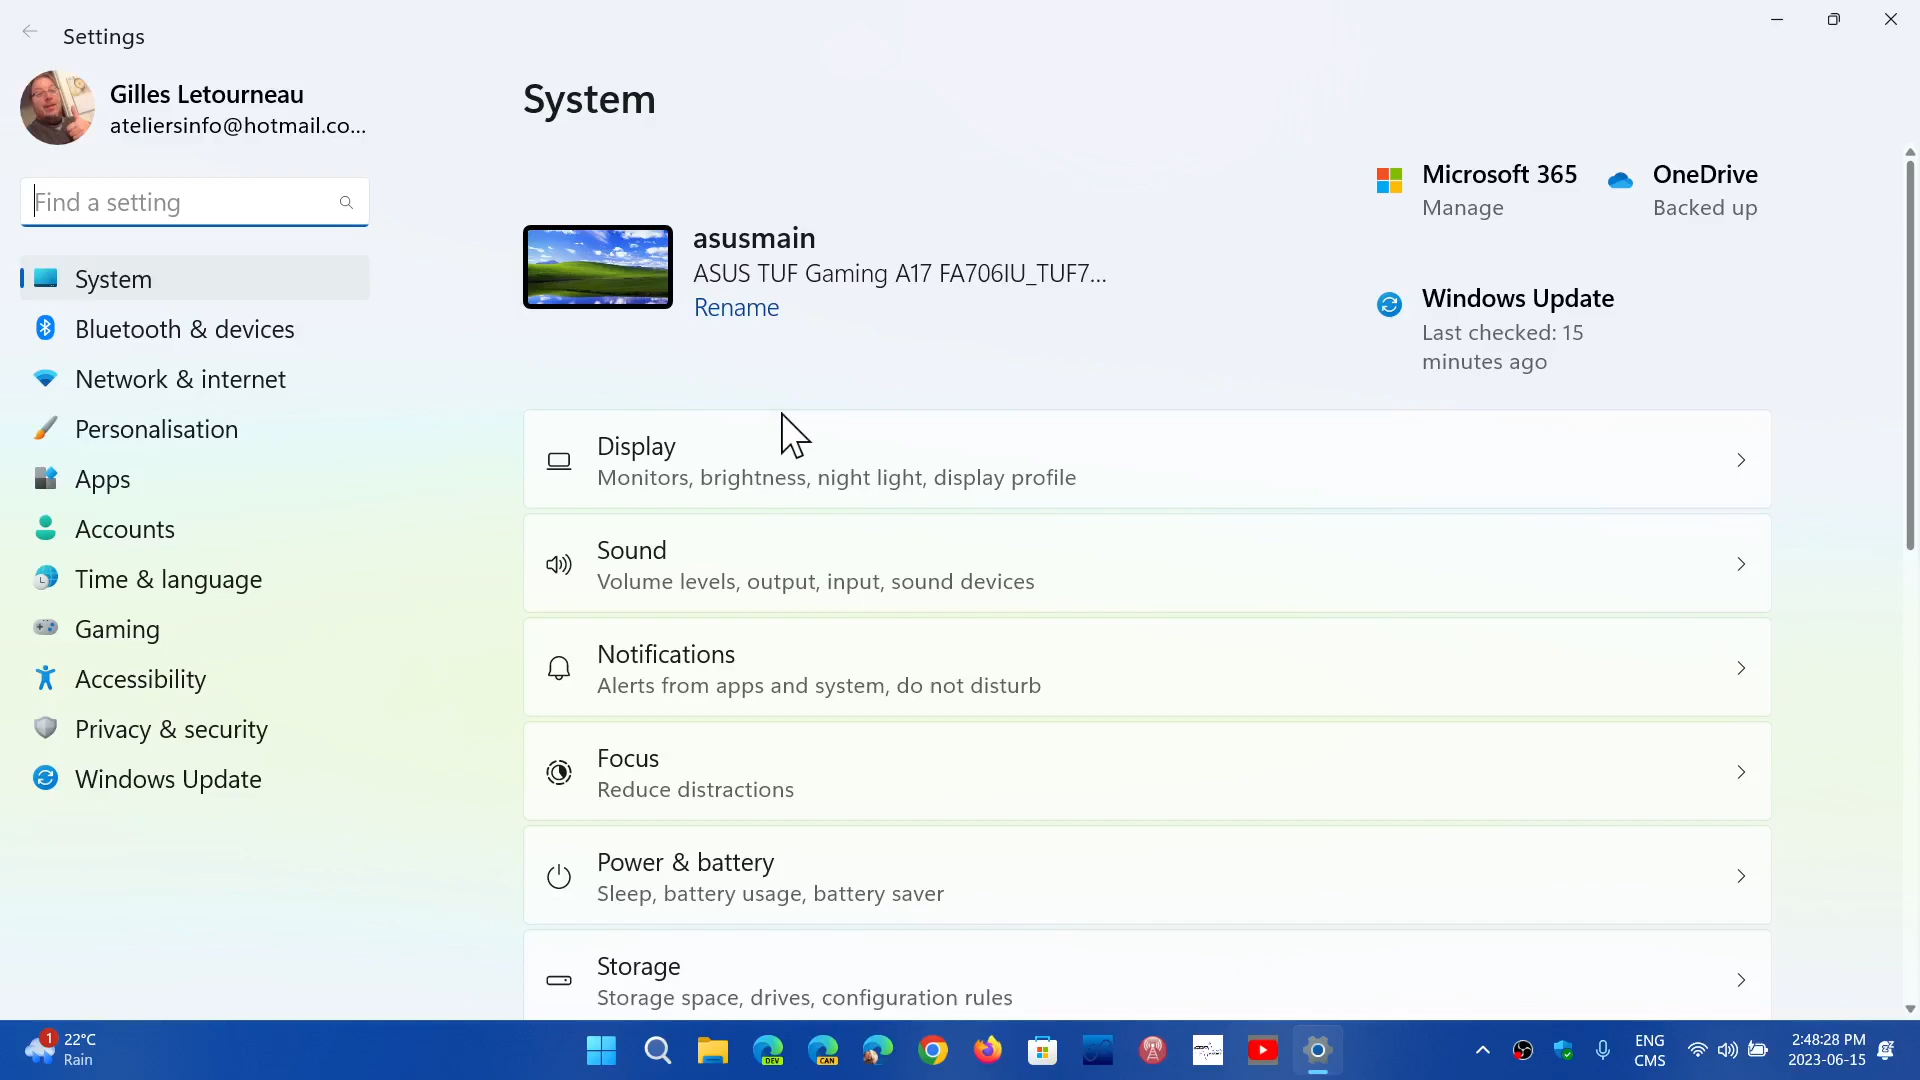 Settings
Gilles Letourneau
ateliersinfo@hotmail.co...
Find a setting
System
Bluetooth & devices
Network & internet
Personalisation
Apps
Accounts
Time & language
Gaming
Accessibility
Privacy & security
Windows Update
System
asusmain
ASUS TUF Gaming A17 FA706IU_TUF7...
Rename
Microsoft 365
Manage
OneDrive
Backed up
Windows Update
Last checked: 15
minutes ago
Display
Monitors, brightness, night light, display profile
Sound
Volume levels, output, input, sound devices
Notifications
Alerts from apps and system, do not disturb
Focus
Reduce distractions
Power & battery
Sleep, battery usage, battery saver
Storage
Storage space, drives, configuration rules
1
22°C
Rain
DEV
CAN
ENG
CMS
2:48:28 PM
2023-06-15